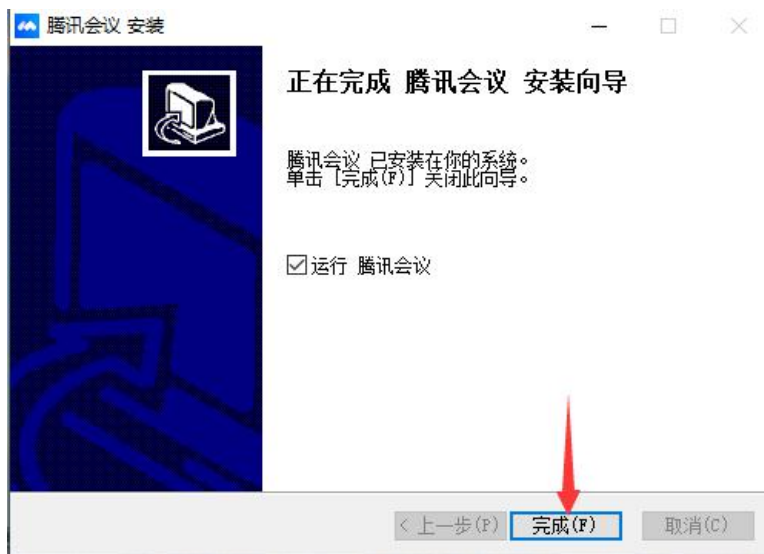 腾讯会议 安装
正在完成 腾讯会议 安装向导
腾讯会议 已安装在你的系统。
单击 [完成(F)] 关闭此向导。
运行 腾讯会议
< 上一步(P)
完成(F)
取消(C)